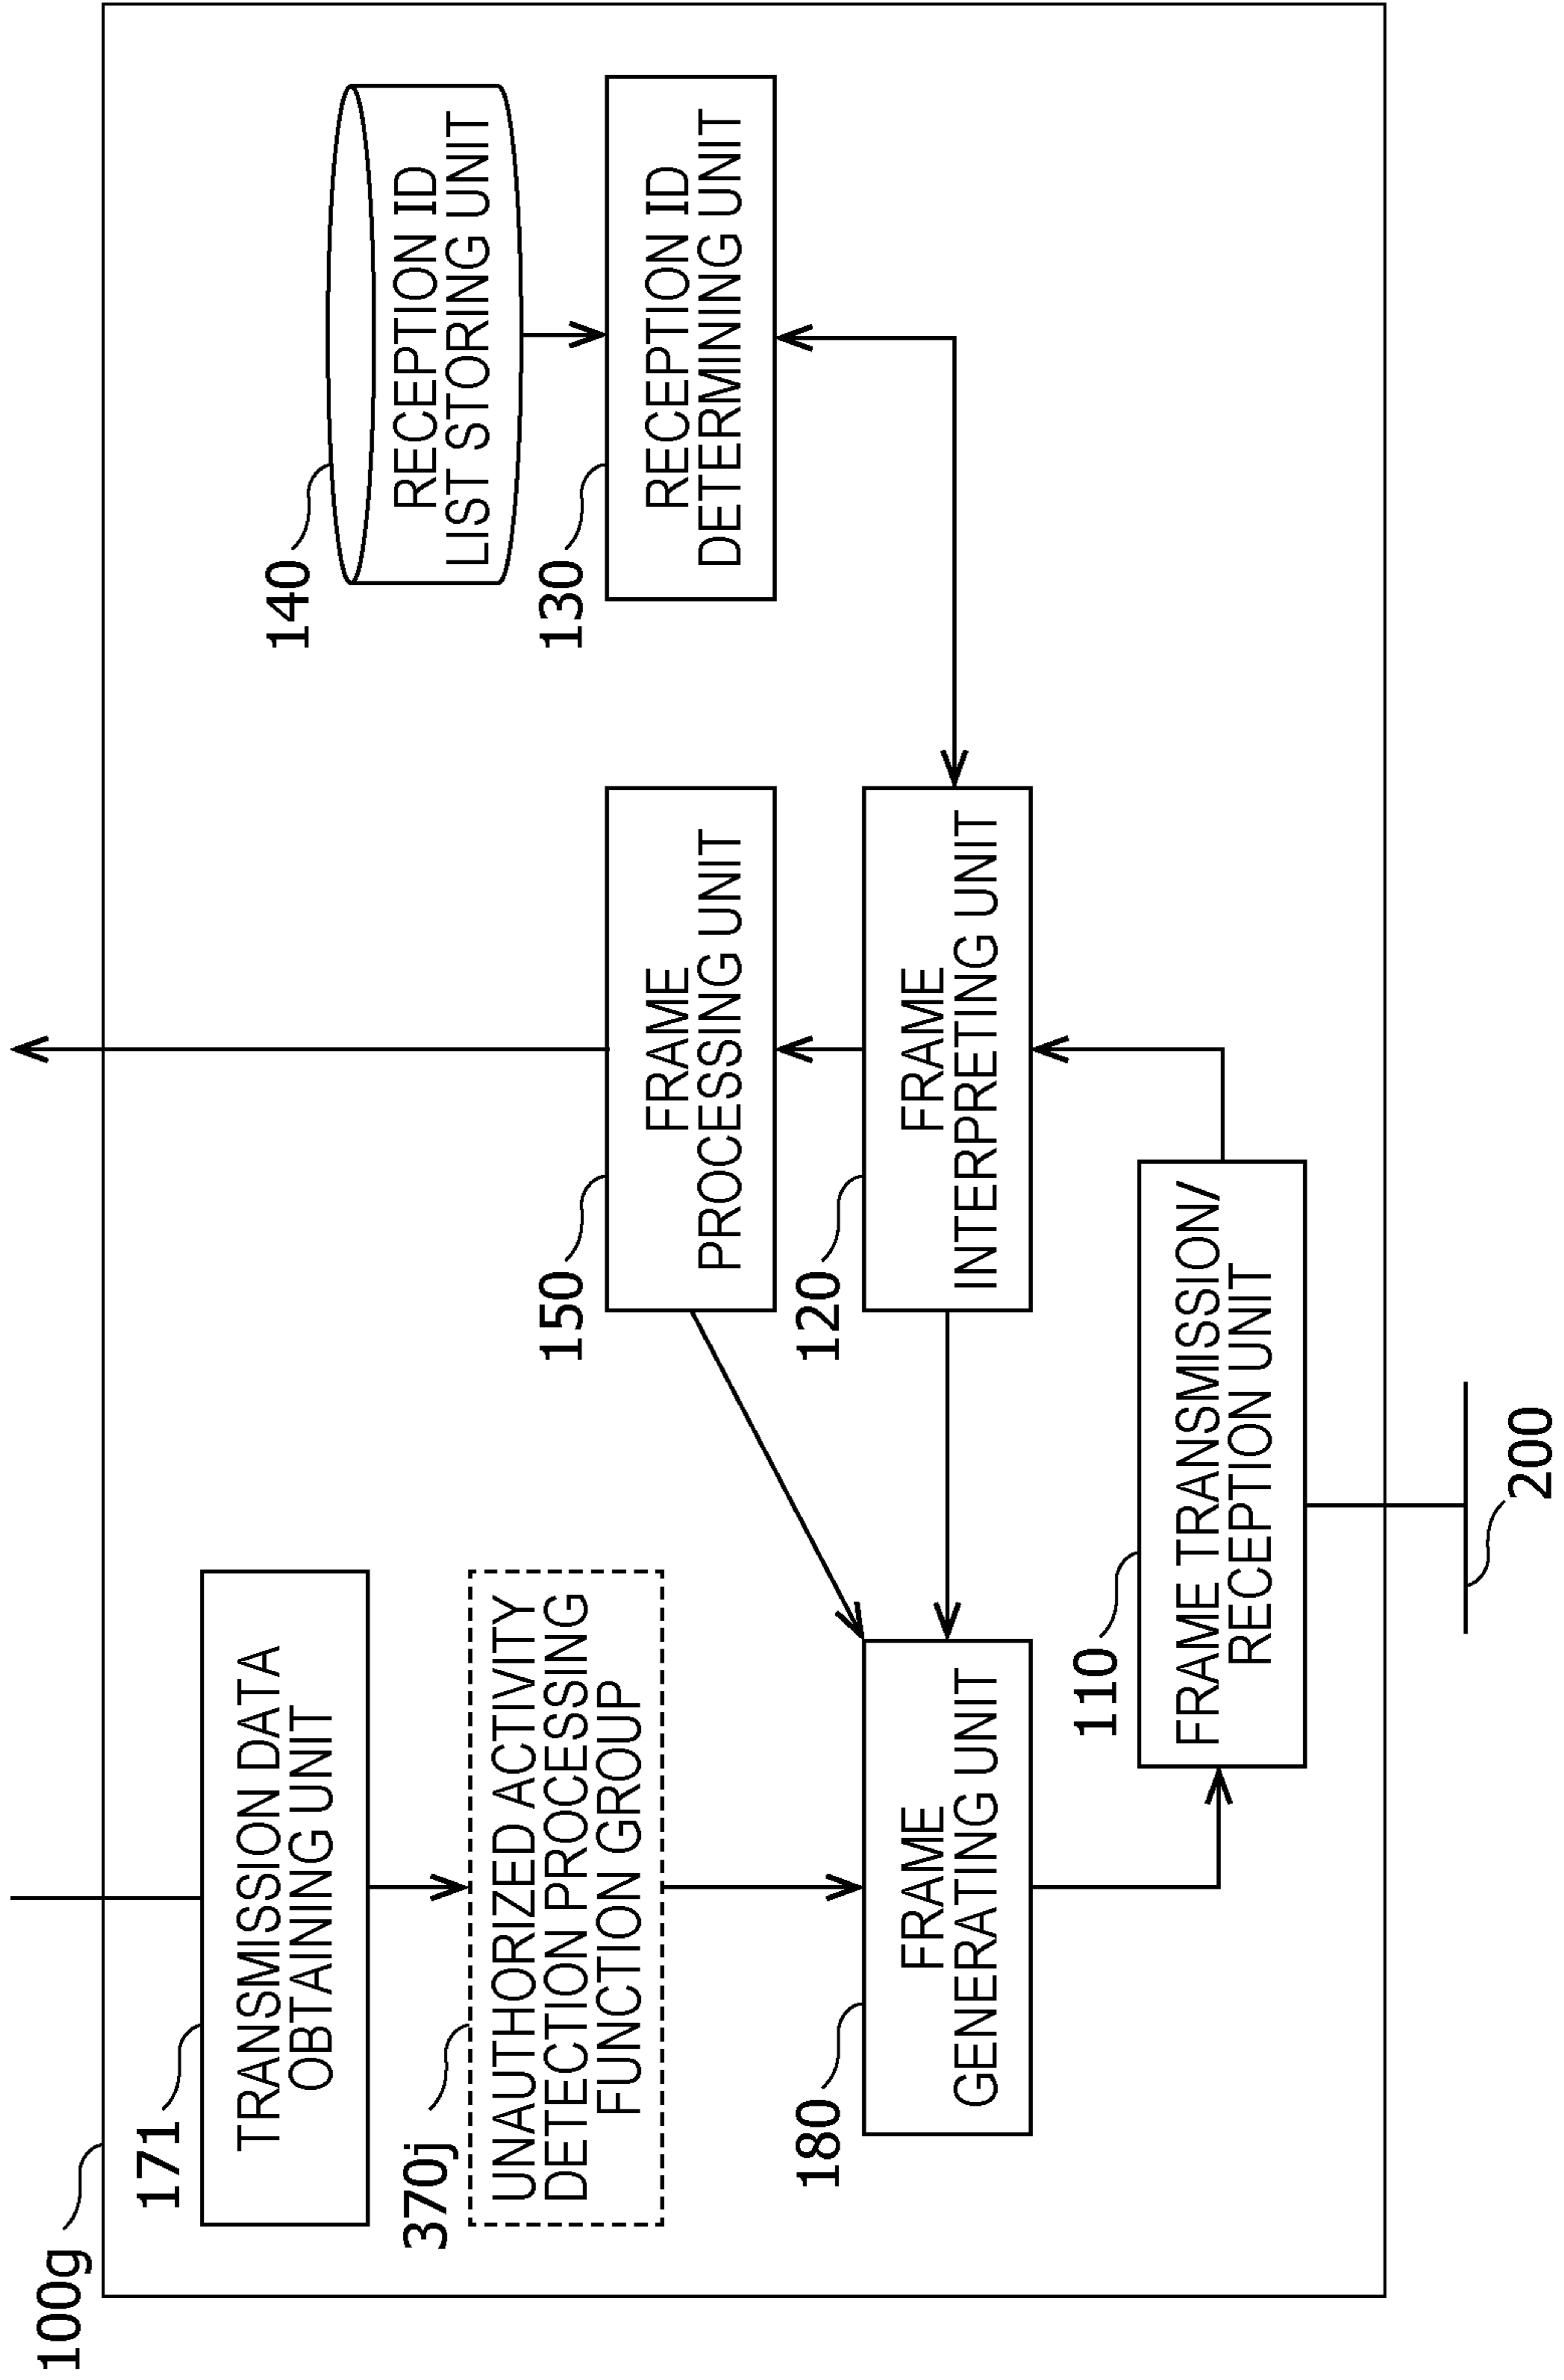 100g
171
TRANSMISSION DATA
OBTAINING UNIT
370j
UNAUTHORIZED ACTIVITY
DETECTION PROCESSING
FUNCTION GROUP
180
FRAME
GENERATING UNIT
150
FRAME
PROCESSING UNIT
120
FRAME
INTERPRETING UNIT
140
RECEPTION ID
LIST STORING UNIT
130
RECEPTION ID
DETERMINING UNIT
110
FRAME TRANSMISSION/
RECEPTION UNIT
200